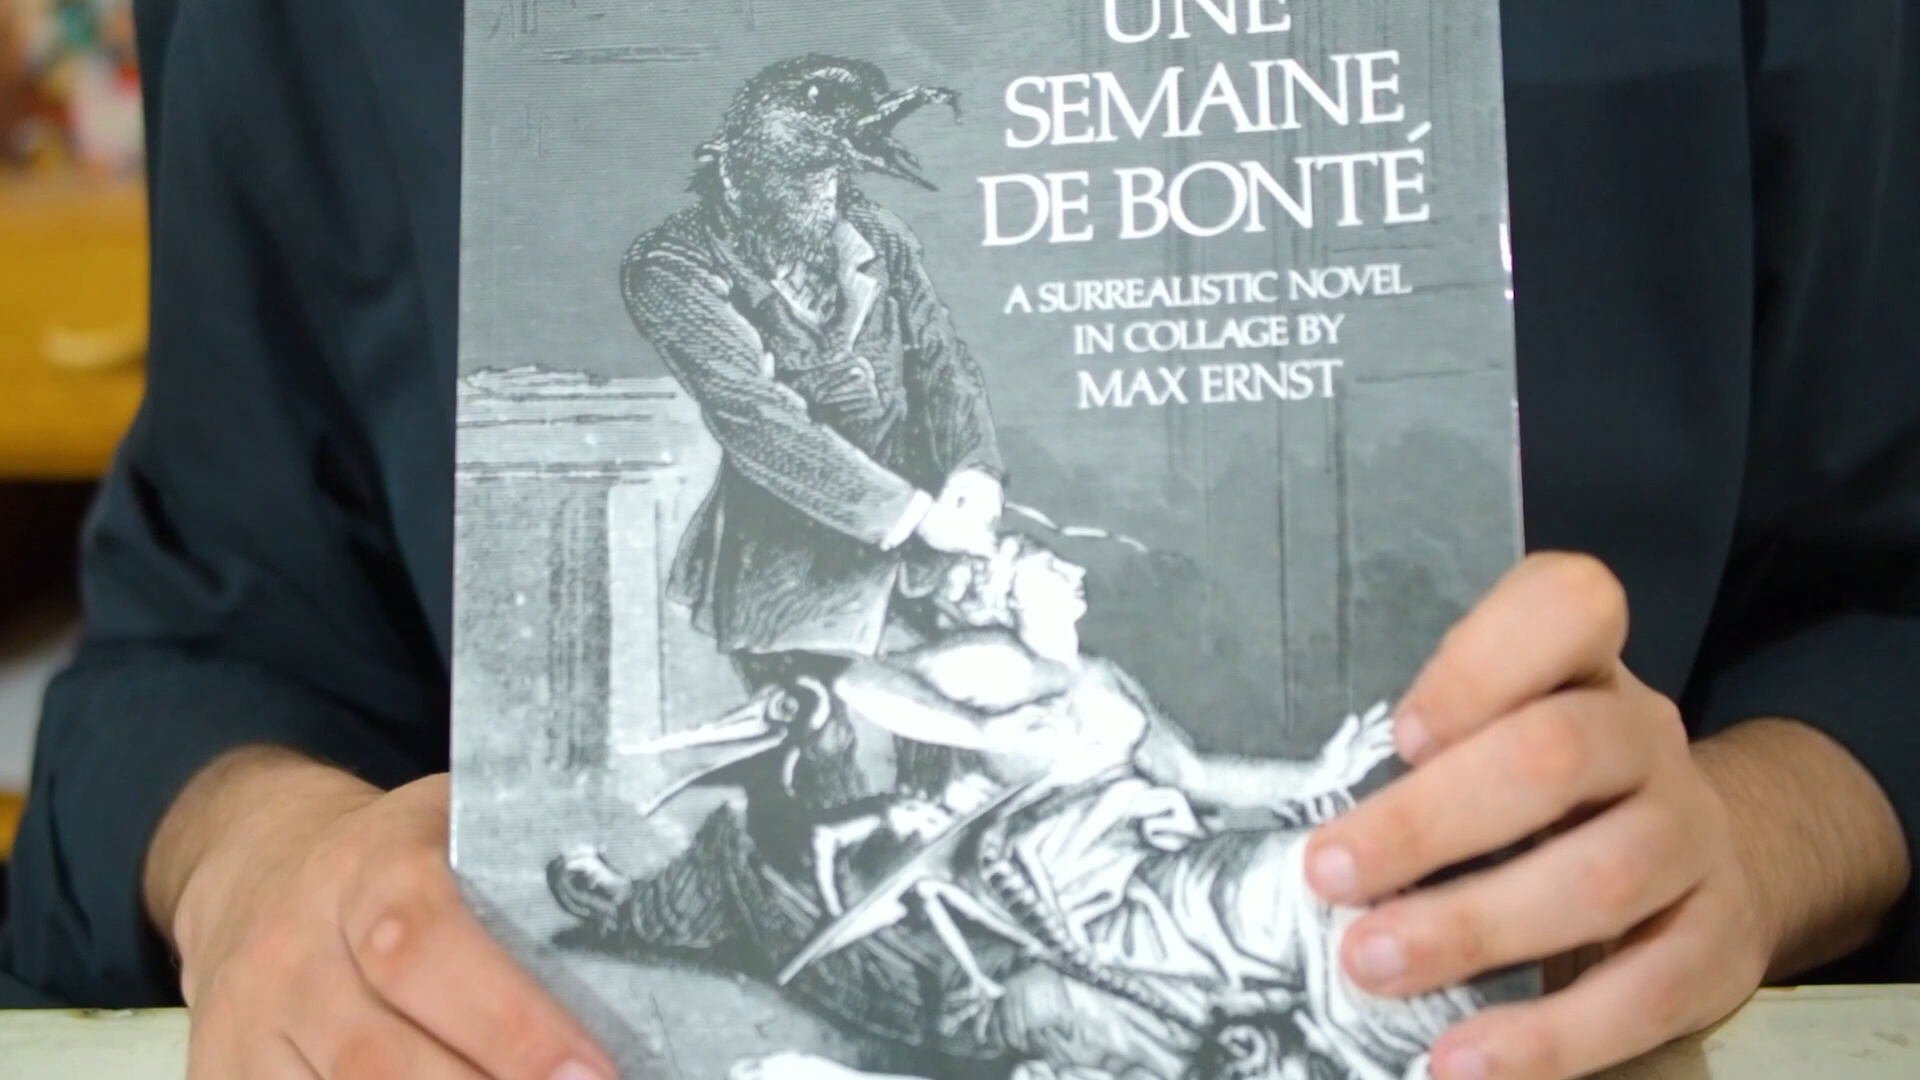 UNE
SEMAINE
DE BONTÉ
A SURREALISTIC NOVEL
IN COLLAGE BY
MAX ERNST